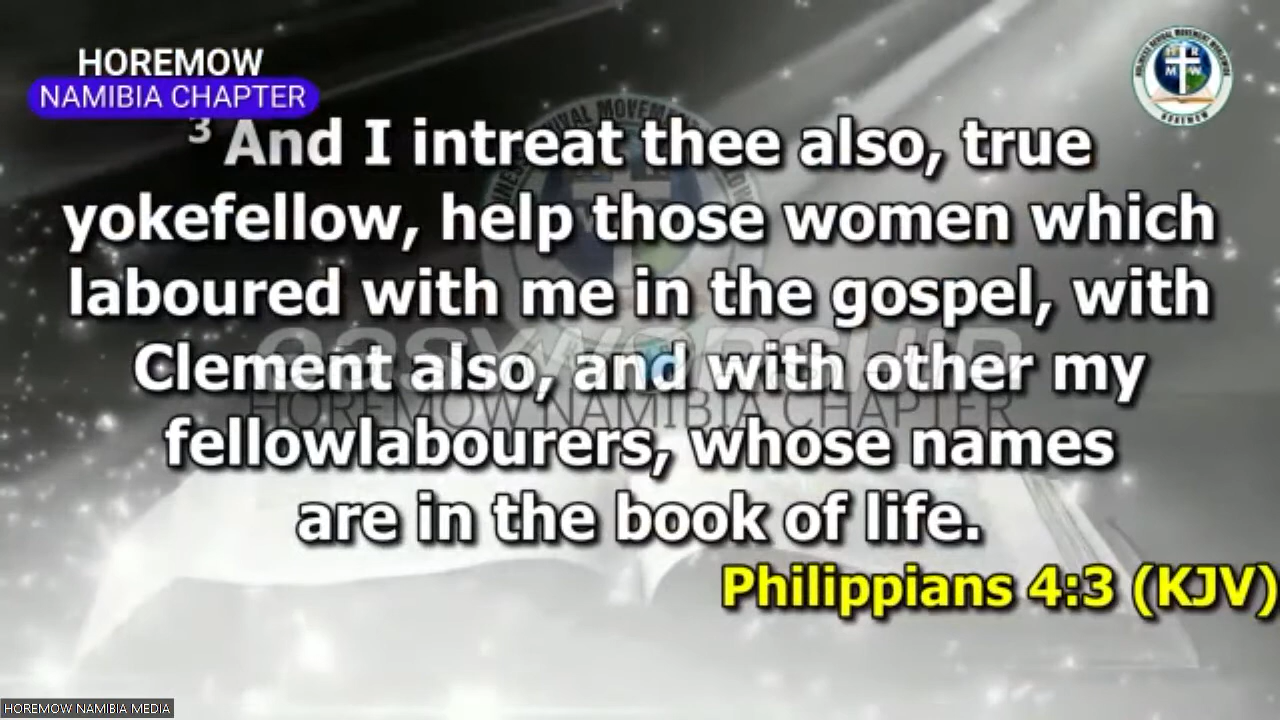 HOREMOW
NAMIBIA CHAPTER
3 And I intreat thee also, true
yokefellow, help those women which
laboured with me in the gospel, with
Clement also, and with other my
fellowlabourers, whose names
are in the book of life.
Philippians 4:3 (KJV)
EASYWORSHIP
HOREMOW NAMIBIA CHAPTER
HOREMOW NAMIBIA MEDIA